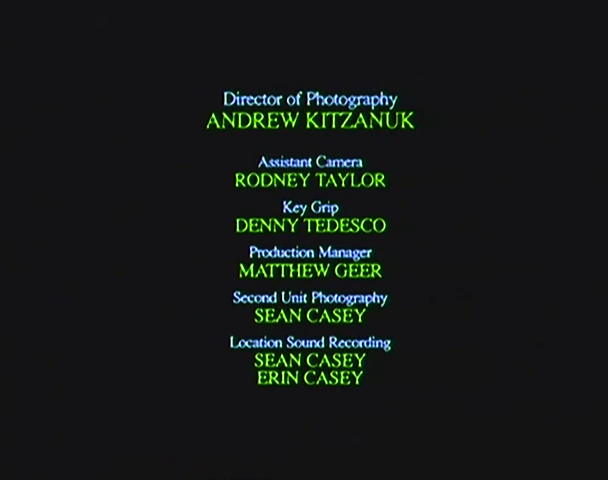 Director of Photography
ANDREW KITZANUK
Assistant Camera
RODNEY TAYLOR
Key Grip
DENNY TEDESCO
Production Manager
MATTHEW GEER
Second Unit Photography
SEAN CASEY
Location Sound Recording
SEAN CASEY
ERIN CASEY